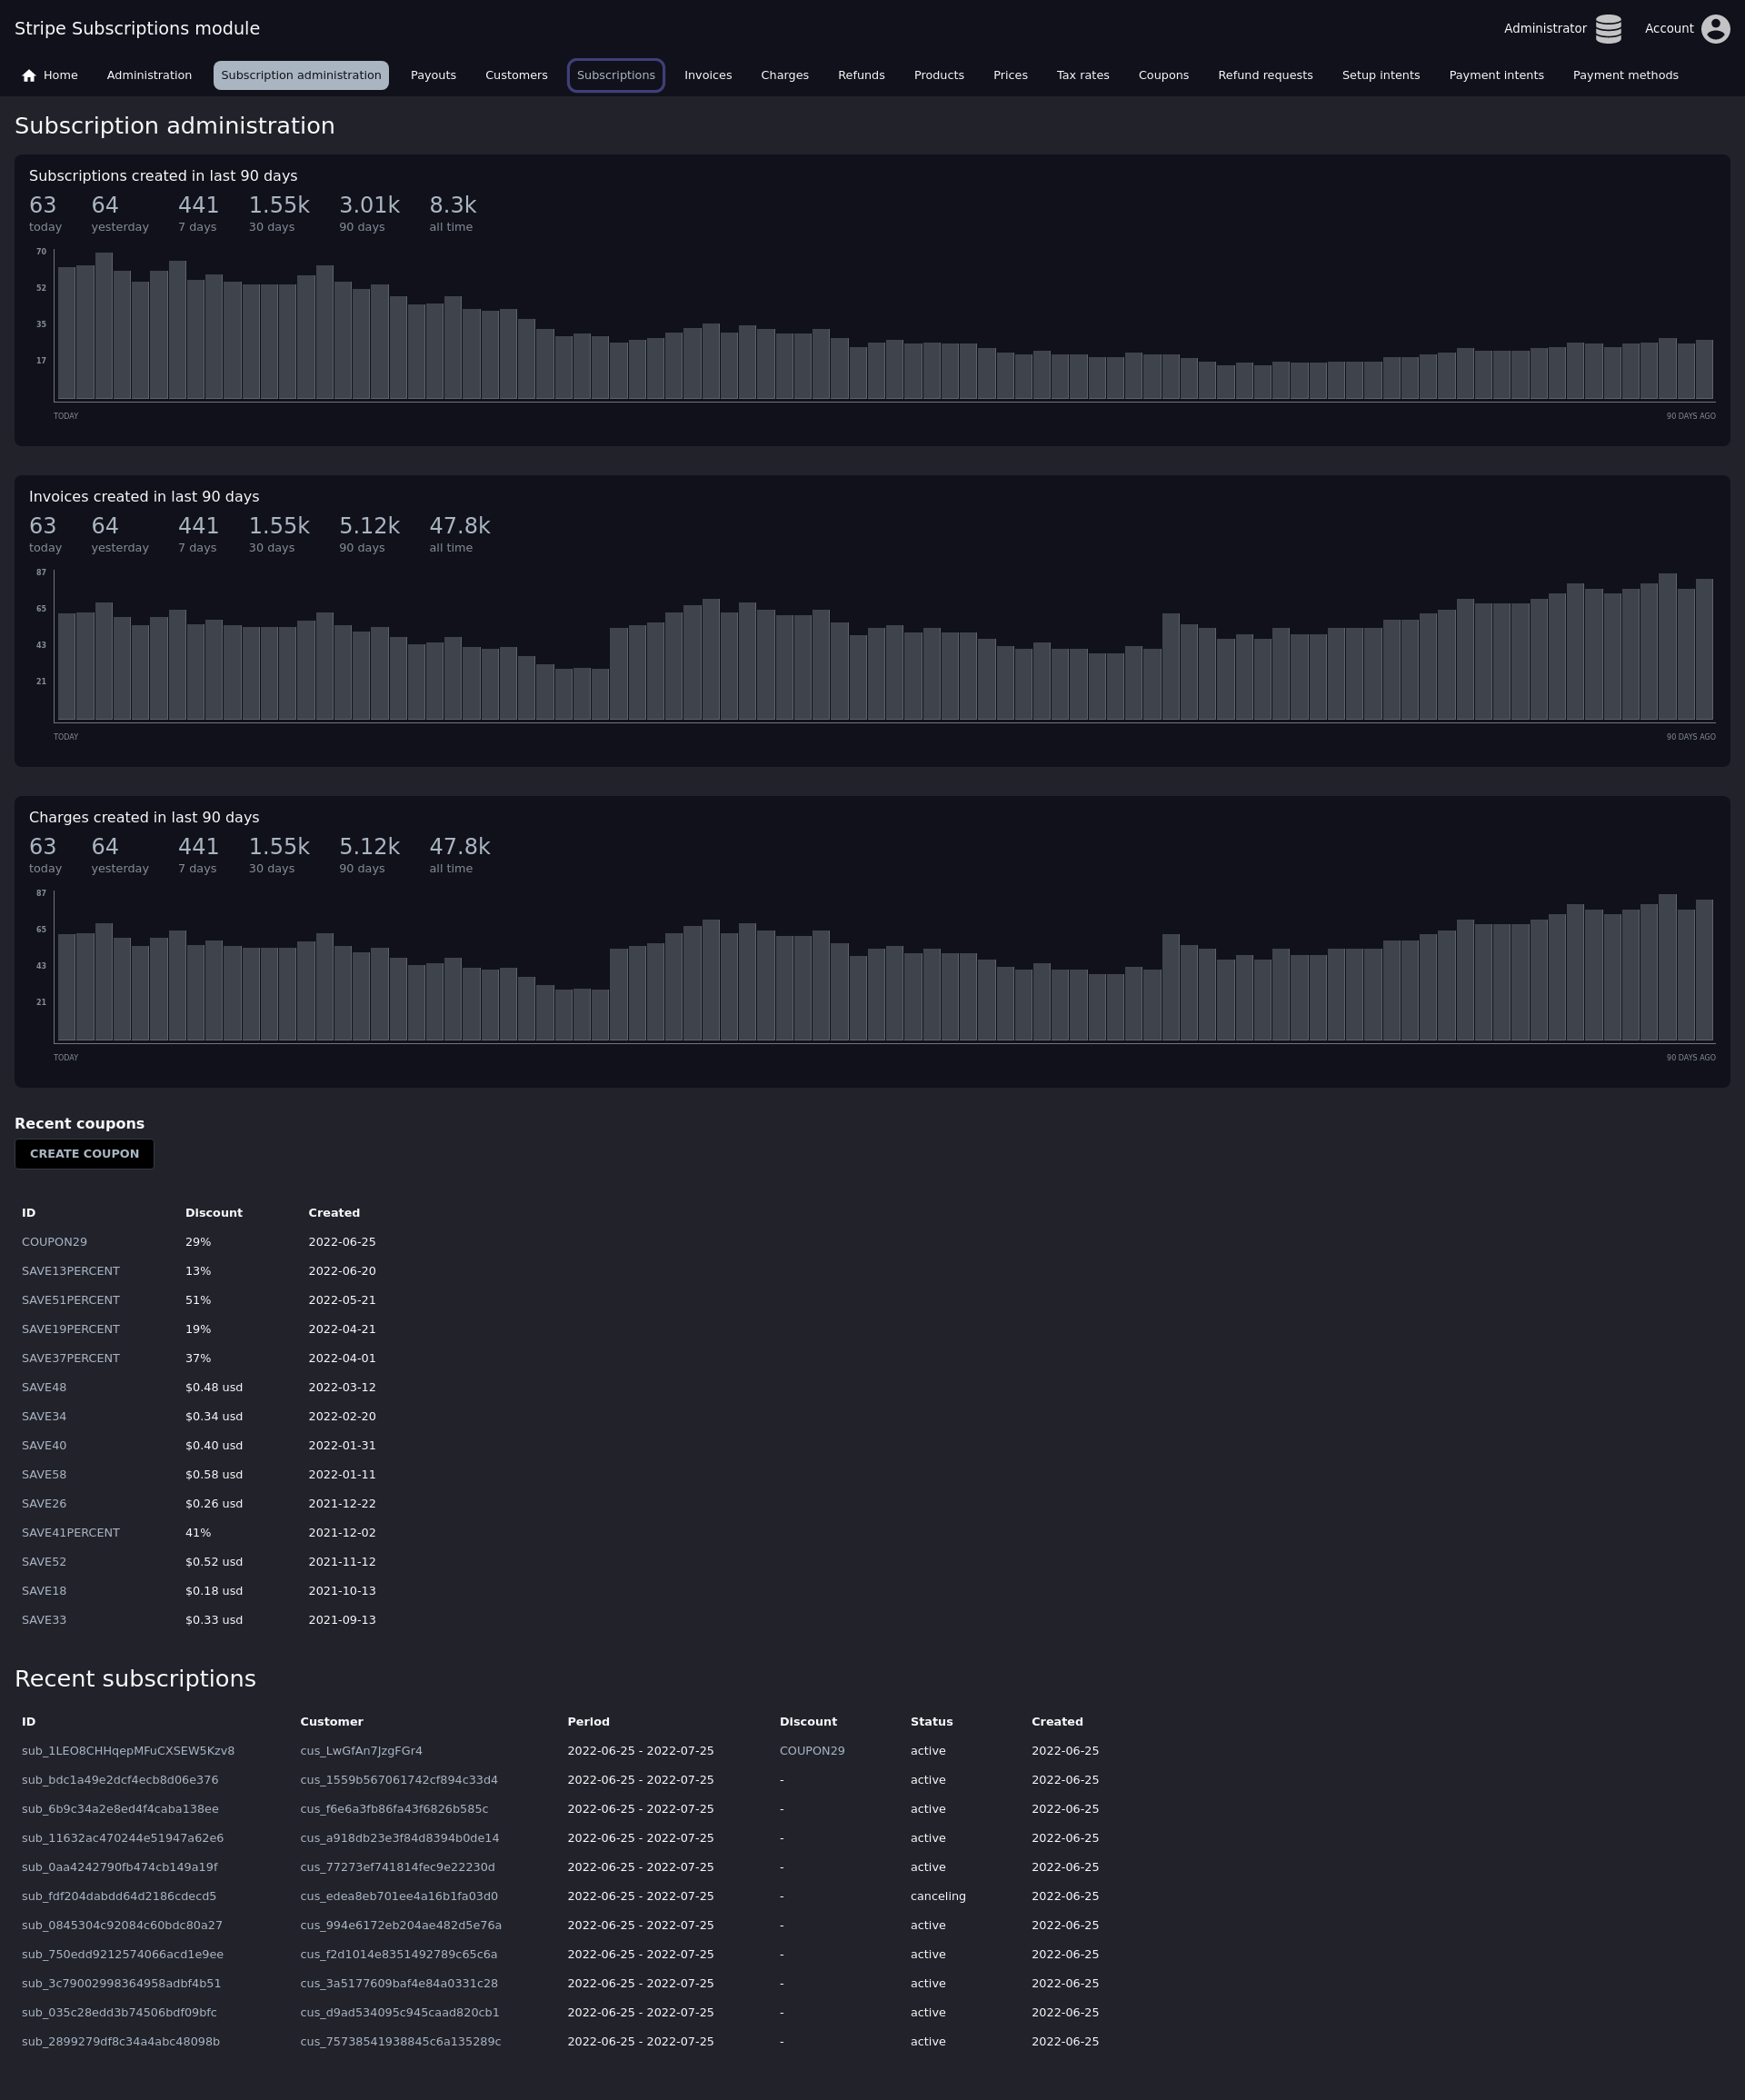 Stripe Subscriptions module
Administrator Account
Home Administration Subscription administration Payouts Customers Subscriptions Invoices Charges Refunds Products Prices Tax rates Coupons Refund requests Setup intents Payment intents Payment methods
Subscription administration
Subscriptions created in last 90 days
63 64 441 1.55k 3.01k 8.3k
today yesterday 7 days 30 days 90 days all time
70
52
35
17
TODAY 90 DAYS AGO
Invoices created in last 90 days
63 64 441 1.55k 5.12k 47.8k
today yesterday 7 days 30 days 90 days all time
87
65
43
21
TODAY 90 DAYS AGO
Charges created in last 90 days
63 64 441 1.55k 5.12k 47.8k
today yesterday 7 days 30 days 90 days all time
87
65
43
21
TODAY 90 DAYS AGO
Recent coupons
CREATE COUPON
ID Discount Created
COUPON29 29% 2022-06-25
SAVE13PERCENT 13% 2022-06-20
SAVE51PERCENT 51% 2022-05-21
SAVE19PERCENT 19% 2022-04-21
SAVE37PERCENT 37% 2022-04-01
SAVE48 $0.48 usd 2022-03-12
SAVE34 $0.34 usd 2022-02-20
SAVE40 $0.40 usd 2022-01-31
SAVE58 $0.58 usd 2022-01-11
SAVE26 $0.26 usd 2021-12-22
SAVE41PERCENT 41% 2021-12-02
SAVE52 $0.52 usd 2021-11-12
SAVE18 $0.18 usd 2021-10-13
SAVE33 $0.33 usd 2021-09-13
Recent subscriptions
ID Customer Period Discount Status Created
sub_1LEO8CHHqepMFuCXSEW5Kzv8 cus_LwGfAn7JzgFGr4 2022-06-25 - 2022-07-25 COUPON29 active 2022-06-25
sub_bdc1a49e2dcf4ecb8d06e376 cus_1559b567061742cf894c33d4 2022-06-25 - 2022-07-25 - active 2022-06-25
sub_6b9c34a2e8ed4f4caba138ee cus_f6e6a3fb86fa43f6826b585c 2022-06-25 - 2022-07-25 - active 2022-06-25
sub_11632ac470244e51947a62e6 cus_a918db23e3f84d8394b0de14 2022-06-25 - 2022-07-25 - active 2022-06-25
sub_0aa4242790fb474cb149a19f cus_77273ef741814fec9e22230d 2022-06-25 - 2022-07-25 - active 2022-06-25
sub_fdf204dabdd64d2186cdecd5 cus_edea8eb701ee4a16b1fa03d0 2022-06-25 - 2022-07-25 - canceling 2022-06-25
sub_0845304c92084c60bdc80a27 cus_994e6172eb204ae482d5e76a 2022-06-25 - 2022-07-25 - active 2022-06-25
sub_750edd9212574066acd1e9ee cus_f2d1014e8351492789c65c6a 2022-06-25 - 2022-07-25 - active 2022-06-25
sub_3c79002998364958adbf4b51 cus_3a5177609baf4e84a0331c28 2022-06-25 - 2022-07-25 - active 2022-06-25
sub_035c28edd3b74506bdf09bfc cus_d9ad534095c945caad820cb1 2022-06-25 - 2022-07-25 - active 2022-06-25
sub_2899279df8c34a4abc48098b cus_75738541938845c6a135289c 2022-06-25 - 2022-07-25 - active 2022-06-25